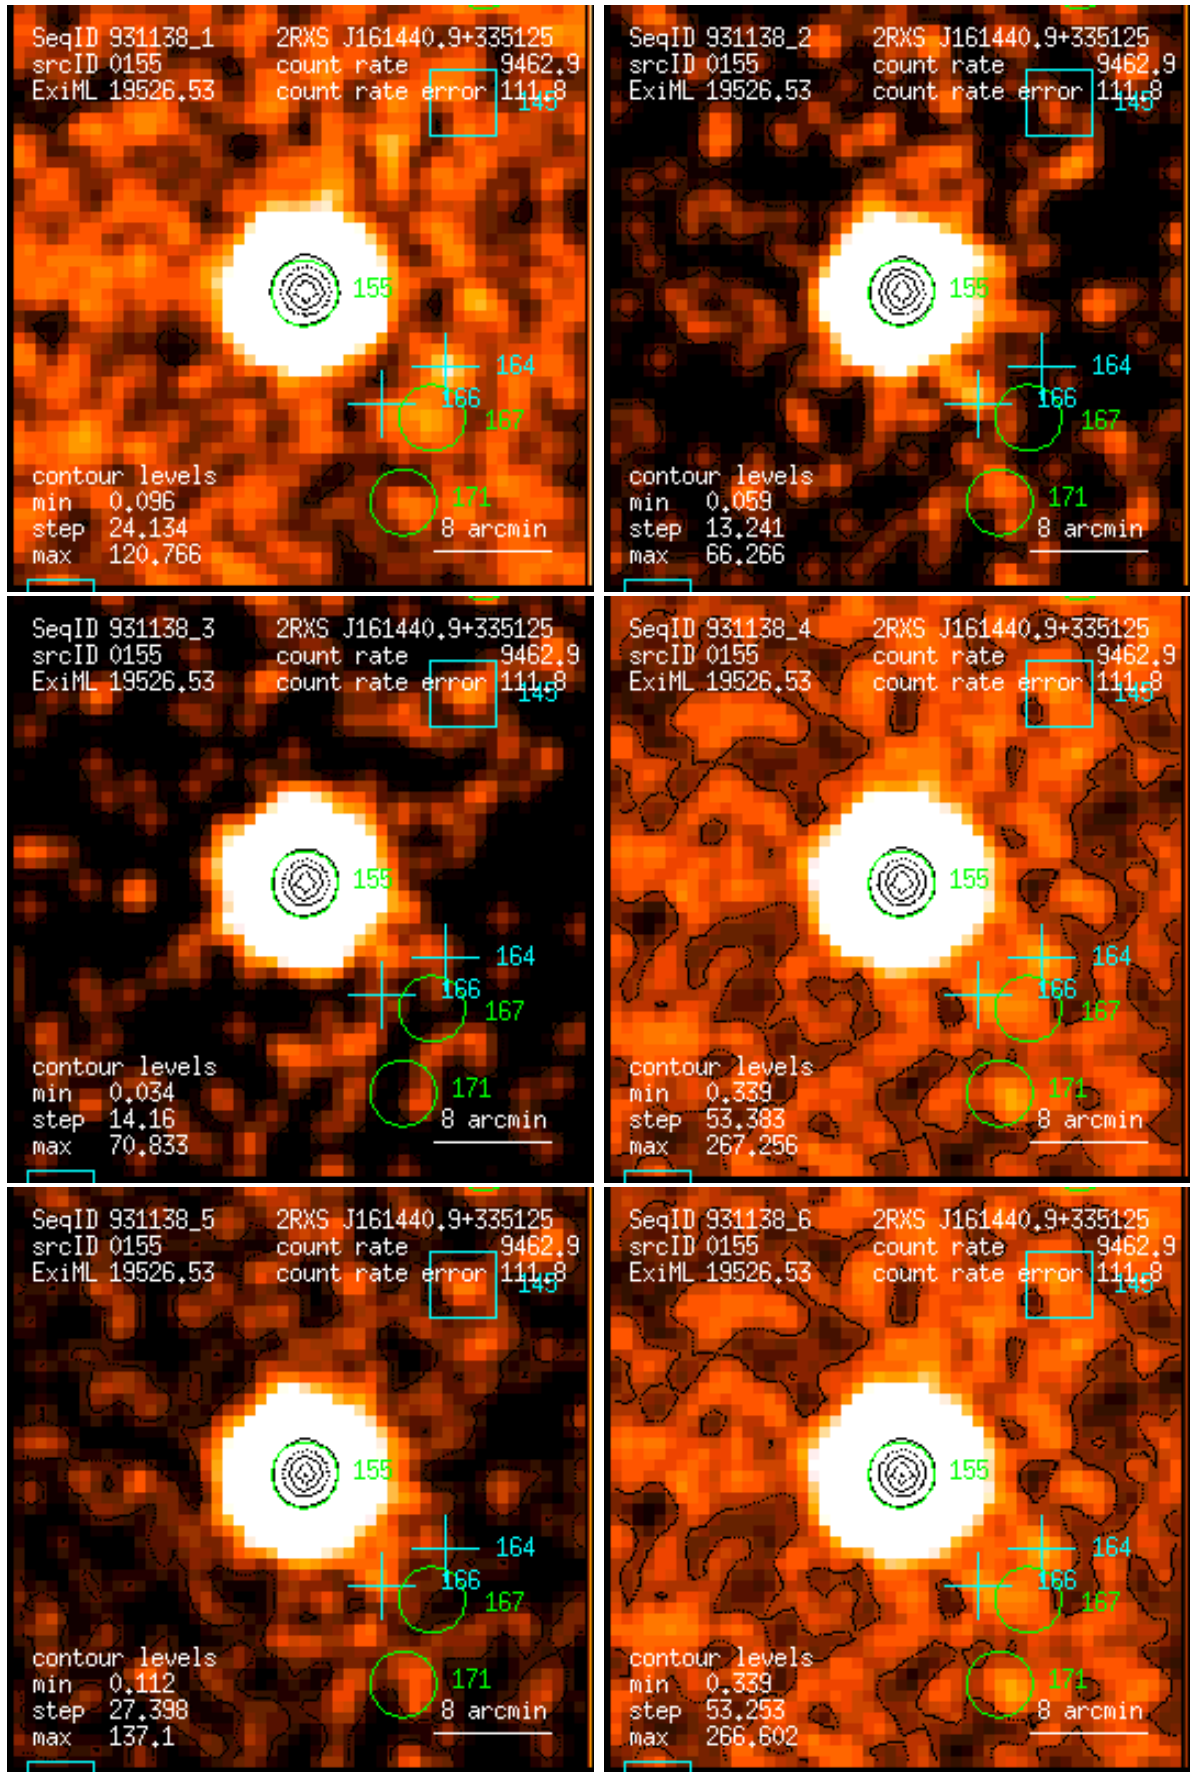 SeqID 931138_1 2RXS J161440.9+335125
srcID 0155 count rate 9462.9
ExiML 19526.53 count rate error 111.8
145
155
164
166
167
contour levels
min 0.096 171
step 24.134 8 arcmin
max 120.766
SeqID 931138_2 2RXS J161440.9+335125
srcID 0155 count rate 9462.9
ExiML 19526.53 count rate error 111.8
145
155
164
166
167
contour levels
min 0.059 171
step 13.241 8 arcmin
max 66.266
SeqID 931138_3 2RXS J161440.9+335125
srcID 0155 count rate 9462.9
ExiML 19526.53 count rate error 111.8
145
155
164
166
167
contour levels
min 0.034 171
step 14.16 8 arcmin
max 70.833
SeqID 931138_4 2RXS J161440.9+335125
srcID 0155 count rate 9462.9
ExiML 19526.53 count rate error 111.8
145
155
164
166
167
contour levels
min 0.339 171
step 53.383 8 arcmin
max 267.256
SeqID 931138_5 2RXS J161440.9+335125
srcID 0155 count rate 9462.9
ExiML 19526.53 count rate error 111.8
145
155
164
166
167
contour levels
min 0.112 171
step 27.398 8 arcmin
max 137.1
SeqID 931138_6 2RXS J161440.9+335125
srcID 0155 count rate 9462.9
ExiML 19526.53 count rate error 111.8
145
155
164
166
167
contour levels
min 0.339 171
step 53.253 8 arcmin
max 266.602